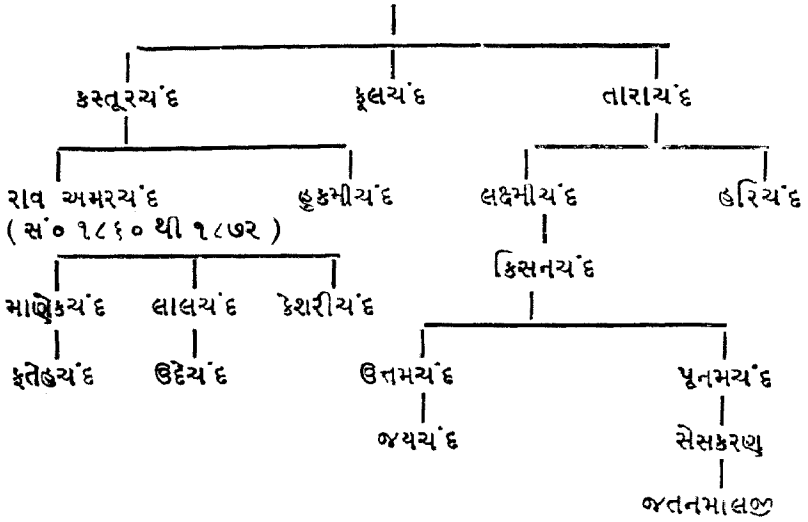 કસ્તૂરચંદ ફૂલચંદ તારાચંદ
રાવ અમરચંદ હુકમીચંદ લક્ષ્મીચંદ હરિચંદ
( સં૦ ૧૮૬૦ થી ૧૮૭૨ )
કિસનચંદ
માણેકચંદ લાલચંદ કેશરીચંદ
ફતેહચંદ ઉદેચંદ ઉત્તમચંદ પૂનમચંદ
જયચંદ સેસકરણ
જતનમાલજી